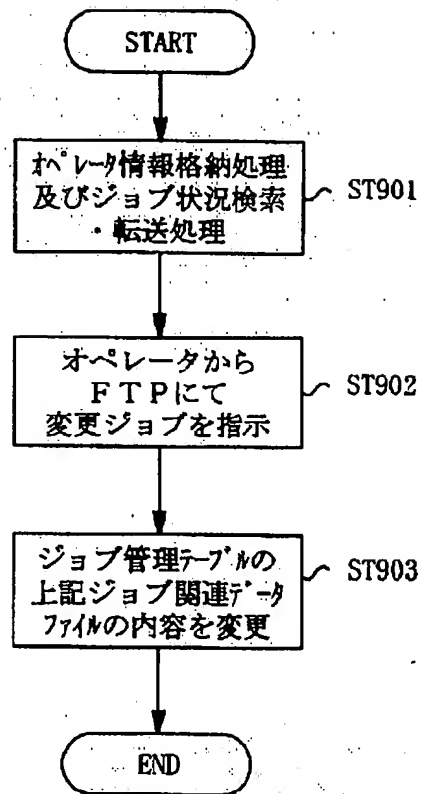 START
ｵﾍﾟﾚｰﾀ情報格納処理
及びジョブ状況検索
・転送処理
ST901
オペレータから
ＦＴＰにて
変更ジョブを指示
ST902
ジョブ管理ﾃｰﾌﾞﾙの
上記ジョブ関連ﾃﾞｰﾀ
ﾌｧｲﾙの内容を変更
ST903
END